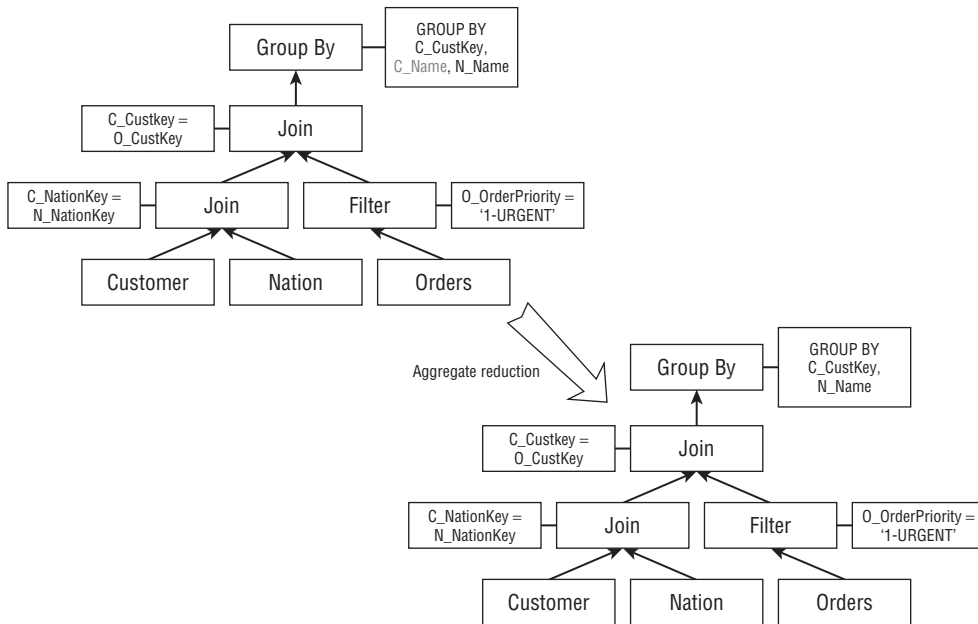 Group By
GROUP BY
C_CustKey,
C_Name, N_Name
C_Custkey =
O_CustKey
Join
C_NationKey =
N_NationKey
Join
Filter
O_OrderPriority =
‘1-URGENT’
Customer
Nation
Orders
Aggregate reduction
Group By
GROUP BY
C_CustKey,
N_Name
C_Custkey =
O_CustKey
Join
C_NationKey =
N_NationKey
Join
Filter
O_OrderPriority =
‘1-URGENT’
Customer
Nation
Orders